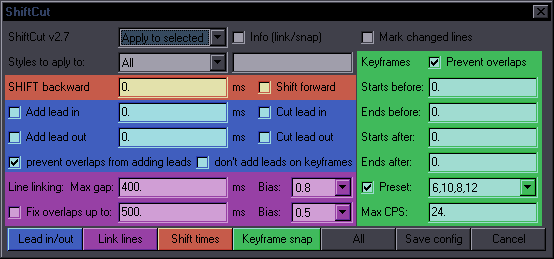 ShiftCut
ShiftCut v2.7 Apply to selected Info (link/snap) Mark changed lines
Styles to aply to: All Keyframes Prevent overlaps
SHIFT backward 0. ms Shift forward Starts before: 0.
Add lead in 0. ms Cut lead in Ends before: 0.
Add lead out 0. ms Cut lead out Starts after: 0.
prevent overlaps from adding leads don't add leads on keyframes Ends after: 0.
Line linking: Max gap: 400. ms Bias: 0.8 Preset: 6,10,8,12
Fix overlaps up to: 500. ms Bias: 0.5 Max CPS: 24.
Lead in/out Link lines Shift times Keyframe snap All Save config Cancel